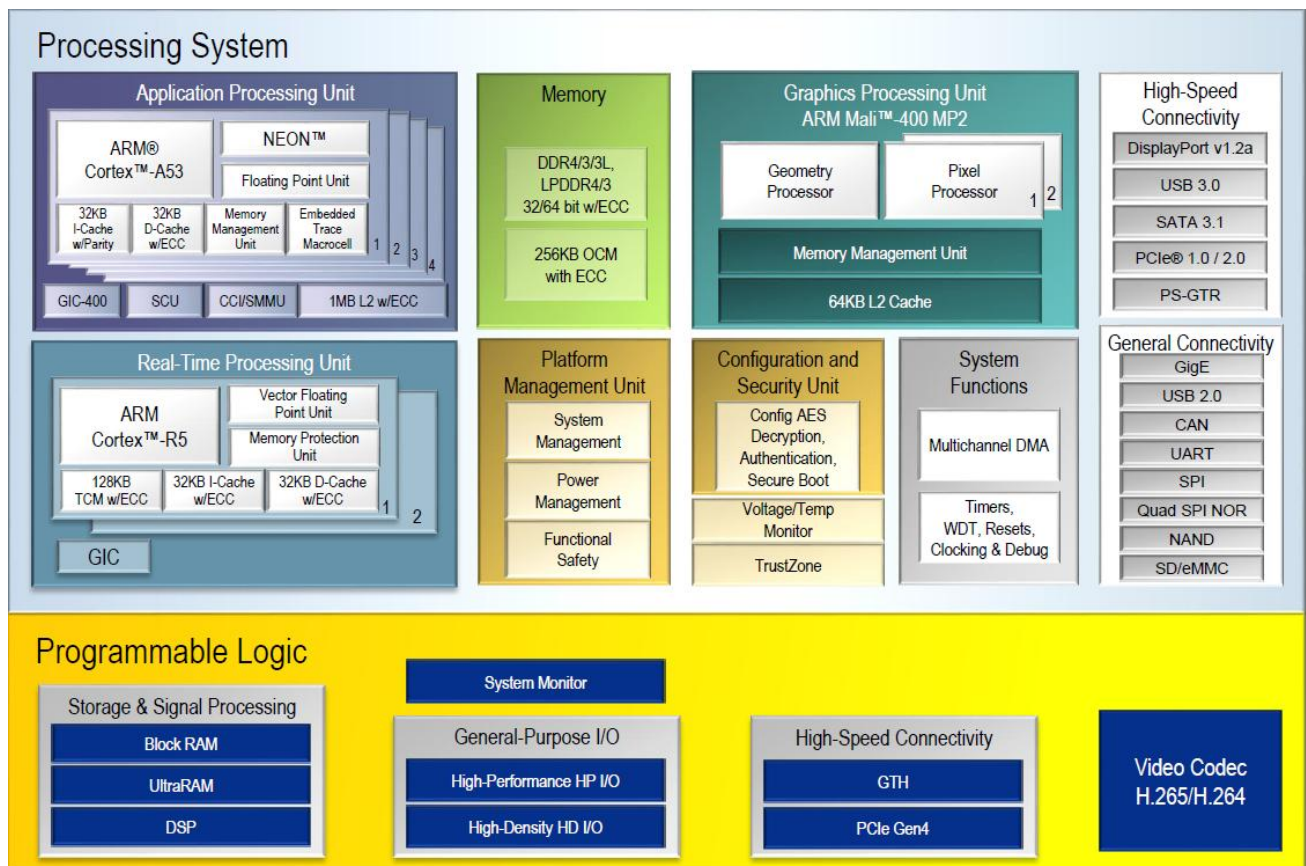 Processing System
Application Processing Unit
ARM®
Cortex™-A53
NEON™
Floating Point Unit
32KB
I-Cache
w/Parity
32KB
D-Cache
w/ECC
Memory
Management
Unit
Embedded
Trace
Macrocell
1
2
3
4
GIC-400
SCU
CCI/SMMU
1MB L2 w/ECC
Memory
DDR4/3/3L,
LPDDR4/3
32/64 bit w/ECC
256KB OCM
with ECC
Graphics Processing Unit
ARM Mali™-400 MP2
Geometry
Processor
Pixel
Processor
1
2
Memory Management Unit
64KB L2 Cache
High-Speed
Connectivity
DisplayPort v1.2a
USB 3.0
SATA 3.1
PCIe® 1.0 / 2.0
PS-GTR
Real-Time Processing Unit
ARM
Cortex™-R5
Vector Floating
Point Unit
Memory Protection
Unit
128KB
TCM w/ECC
32KB I-Cache
w/ECC
32KB D-Cache
w/ECC
1
2
GIC
Platform
Management Unit
System
Management
Power
Management
Functional
Safety
Configuration and
Security Unit
Config AES
Decryption,
Authentication,
Secure Boot
Voltage/Temp
Monitor
TrustZone
System
Functions
Multichannel DMA
Timers,
WDT, Resets,
Clocking & Debug
General Connectivity
GigE
USB 2.0
CAN
UART
SPI
Quad SPI NOR
NAND
SD/eMMC
Programmable Logic
Storage & Signal Processing
Block RAM
UltraRAM
DSP
System Monitor
General-Purpose I/O
High-Performance HP I/O
High-Density HD I/O
High-Speed Connectivity
GTH
PCIe Gen4
Video Codec
H.265/H.264